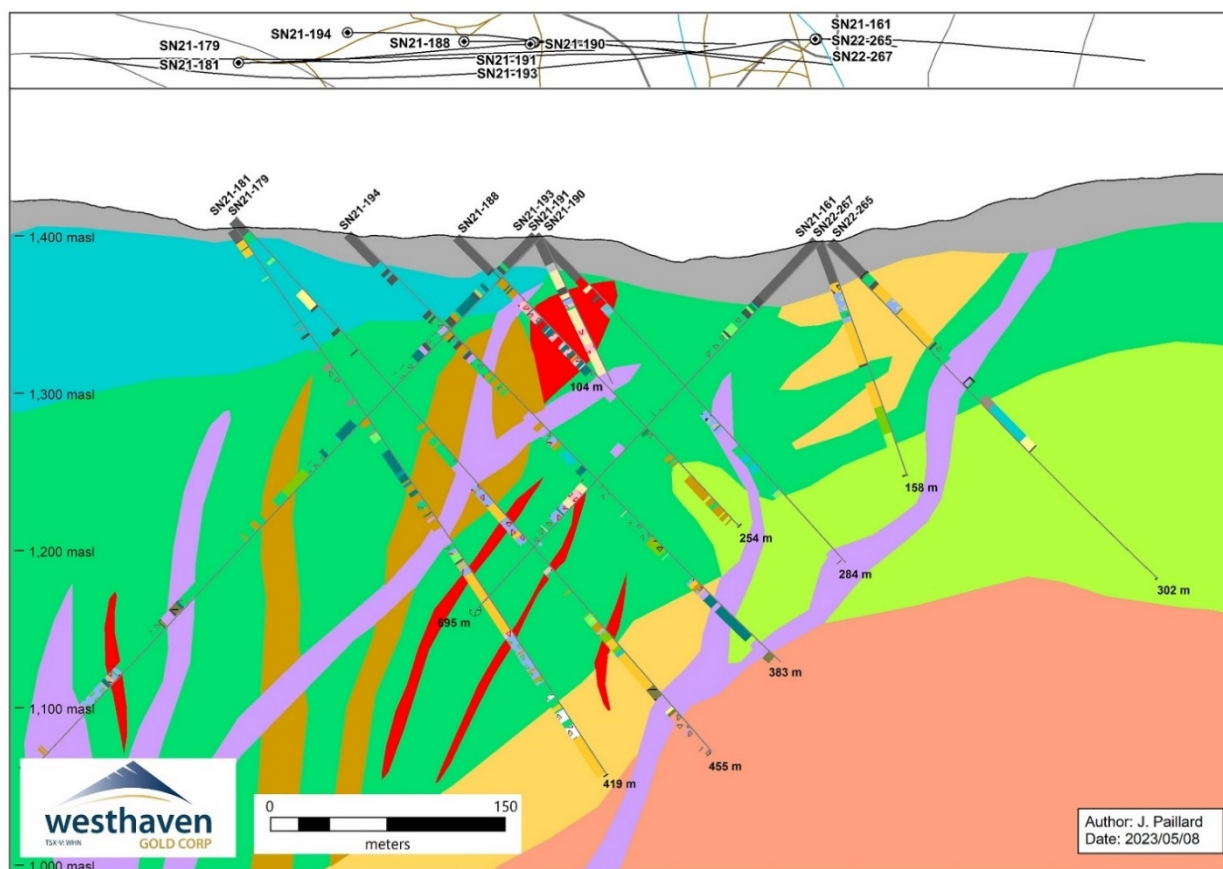 SN21-161
SN21-194
SN21-188
SN21-190
SN22-265
SN21-179
SN21-181
SN21-191
SN22-267
SN21-193
SN21-181
SN21-179
SN21-194
SN21-188
SN21-193
SN21-191
SN21-190
SN21-161
SN22-267
SN22-265
1,400 masl
1,300 masl
104 m
158 m
1,200 masl
254 m
284 m
302 m
695 m
383 m
1,100 masl
455 m
419 m
westhaven
TSX-V: WHN
GOLD CORP
0
150
meters
Author: J. Paillard
Date: 2023/05/08
1,000 masl